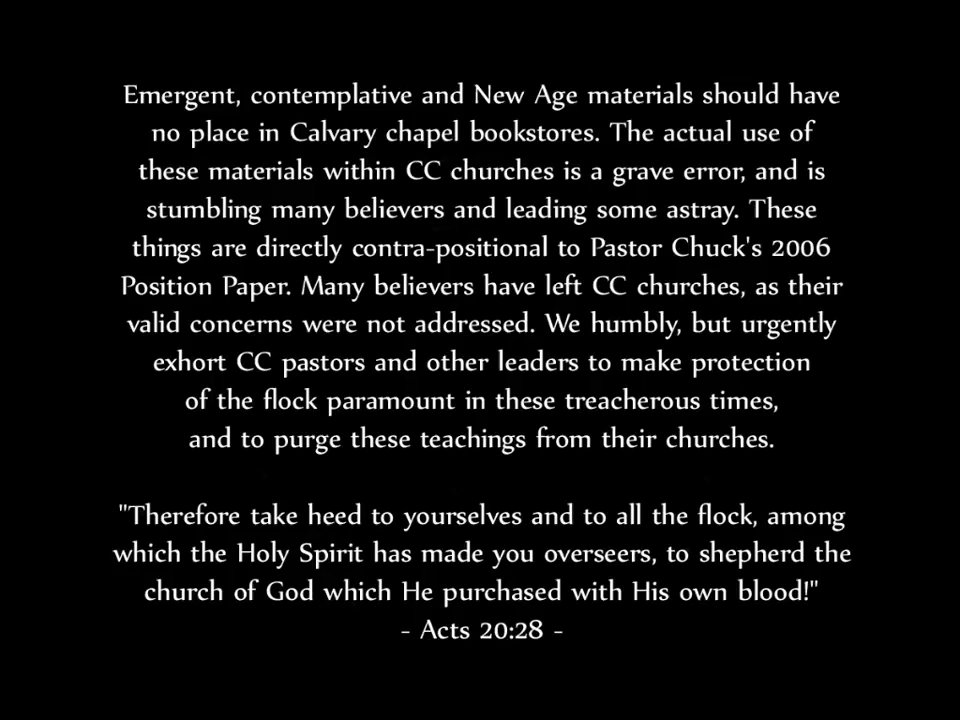 Emergent, contemplative and New Age materials should have
no place in Calvary chapel bookstores. The actual use of
these materials within CC churches is a grave error, and is
stumbling many believers and leading some astray. These
things are directly contra-positional to Pastor Chuck's 2006
Position Paper. Many believers have left CC churches, as their
valid concerns were not addressed. We humbly, but urgently
exhort CC pastors and other leaders to make protection
of the flock paramount in these treacherous times,
and to purge these teachings from their churches.
"Therefore take heed to yourselves and to all the flock, among
which the Holy Spirit has made you overseers, to shepherd the
church of God which He purchased with His own blood!"
- Acts 20:28 -